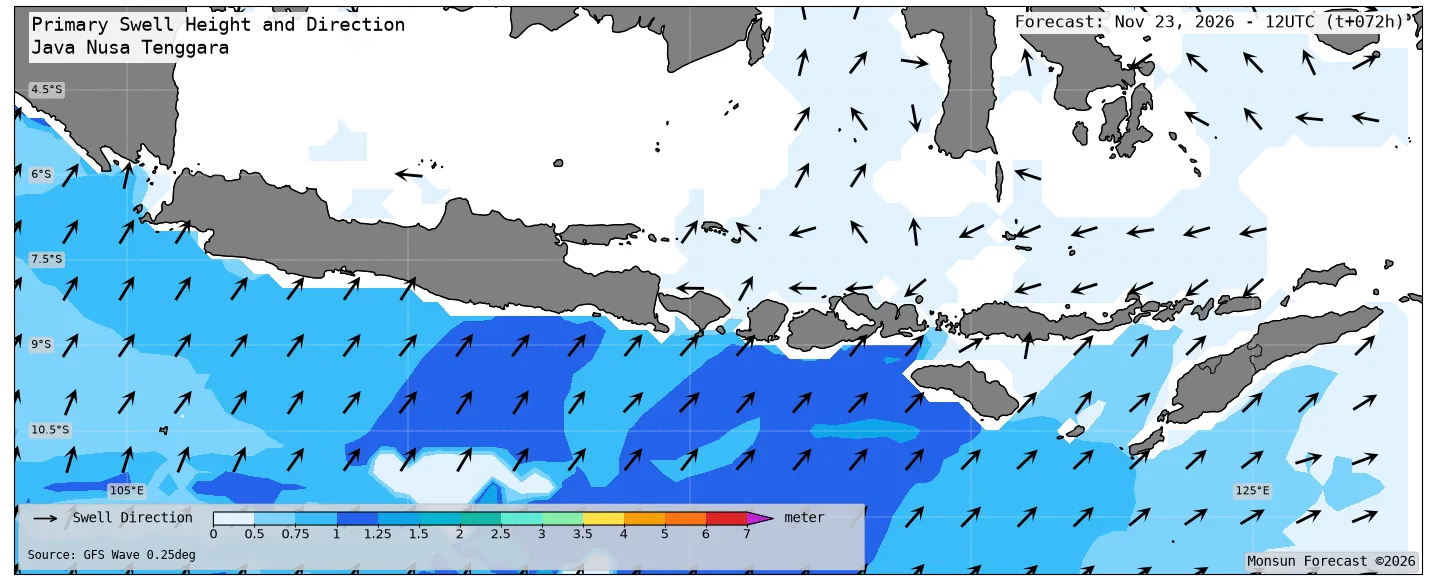 Primary Swell Height and Direction
Java Nusa Tenggara
Forecast: Nov 23, 2026 - 12UTC (t+072h)
4.5°S
6°S
7.5°S
9°S
10.5°S
105°E
125°E
Swell Direction
meter
0 0.5 0.75 1 1.25 1.5 2 2.5 3 3.5 4 5 6 7
Source: GFS Wave 0.25deg
Monsun Forecast ©2026